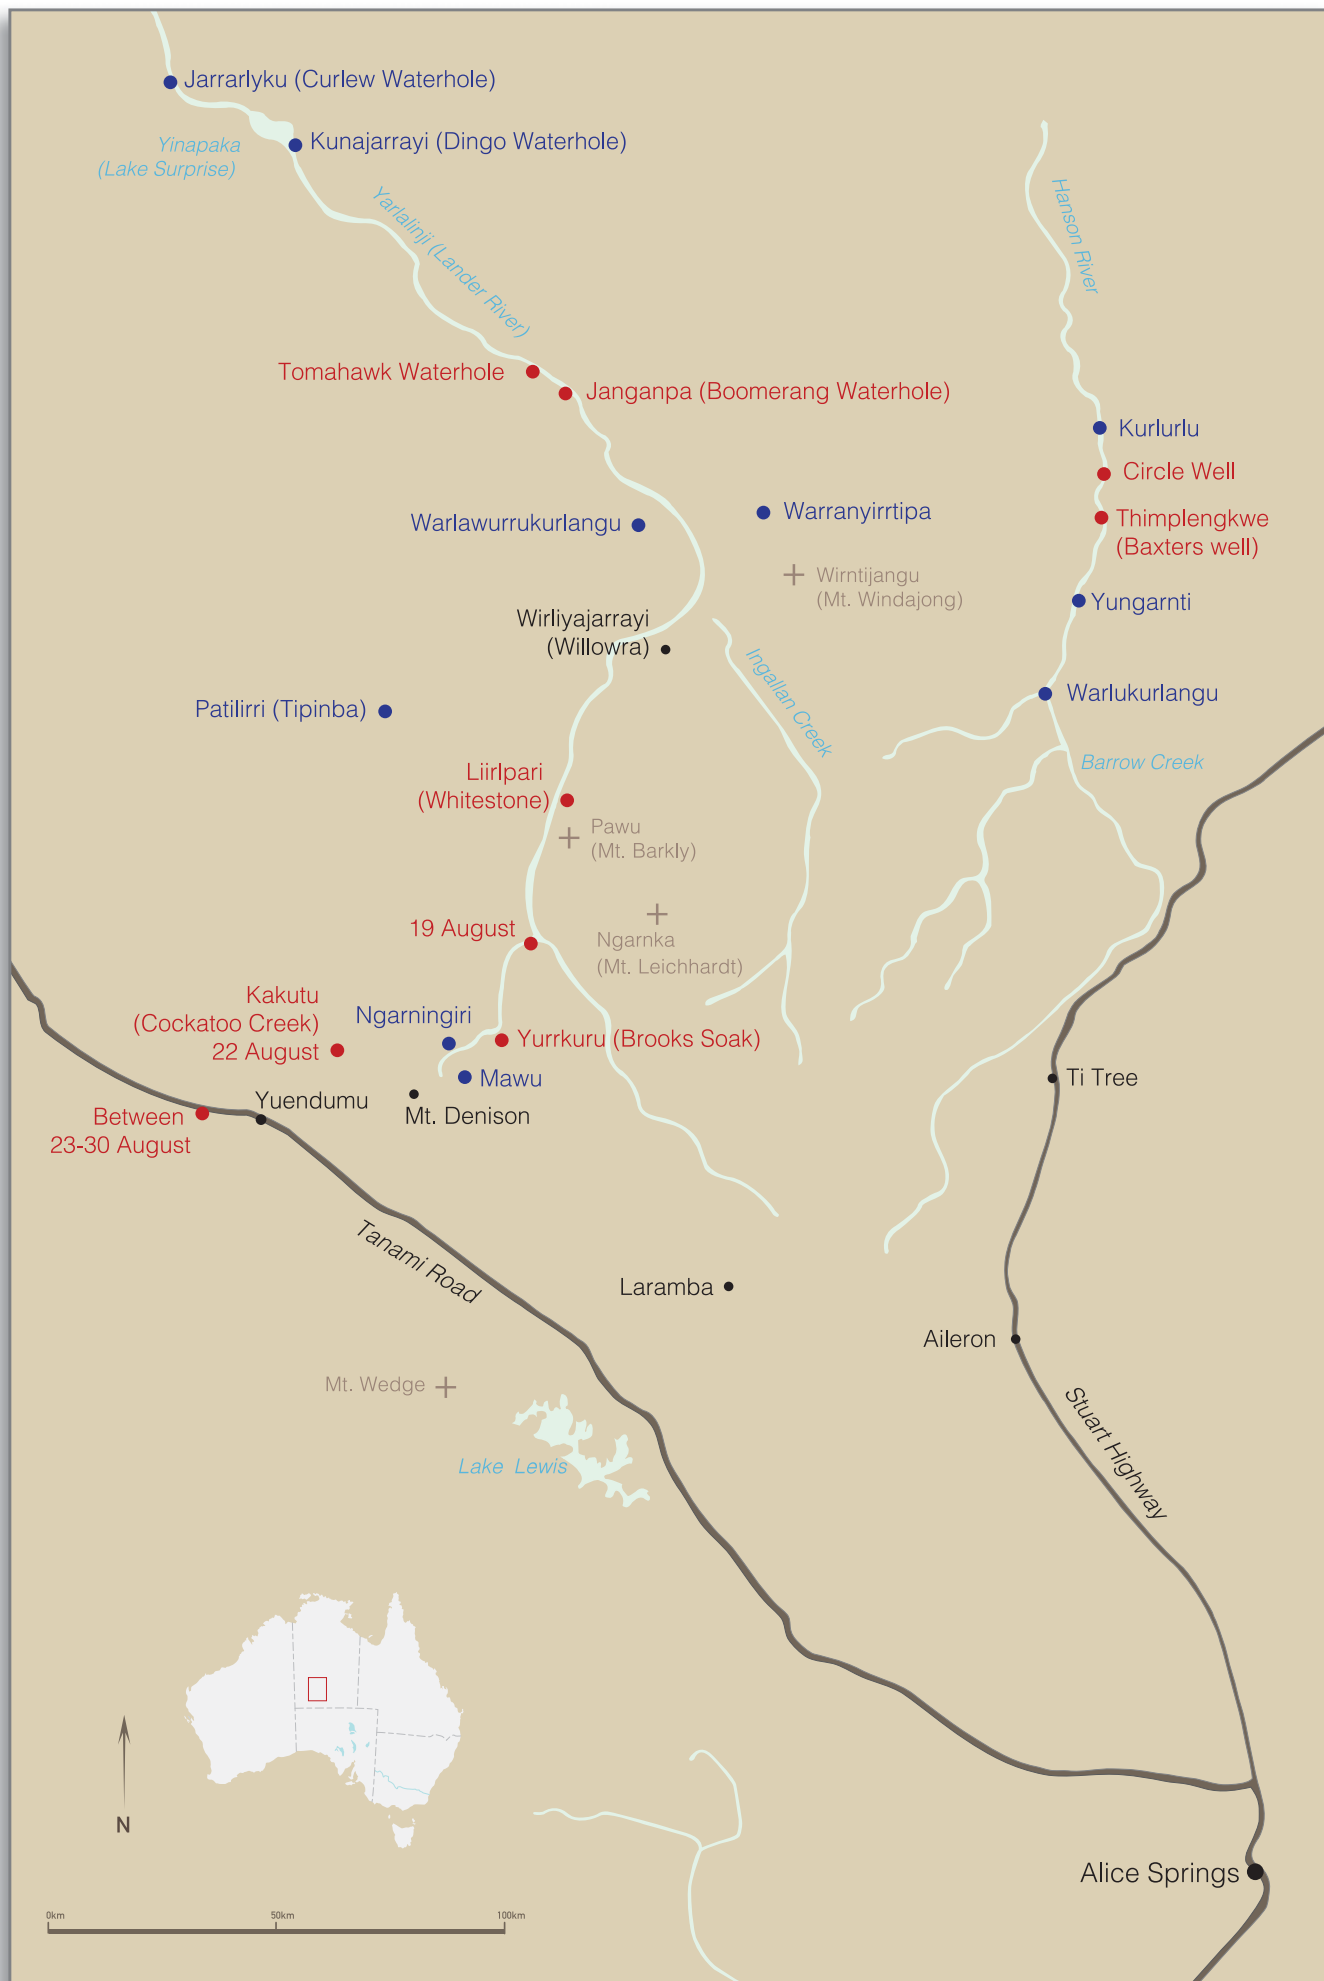 Jarrarlyku (Curlew Waterhole)
Kunajarrayi (Dingo Waterhole)
Yinapaka
(Lake Surprise)
Yarlalinji (Lander River)
Hanson River
Tomahawk Waterhole
Janganpa (Boomerang Waterhole)
Kurlurlu
Circle Well
Thimplengkwe
(Baxters well)
Warlawurrukurlangu
Warranyirrtipa
Wirntijangu
(Mt. Windajong)
Yungarnti
Wirliyajarrayi
(Willowra)
Ingallan Creek
Warlukurlangu
Patilirri (Tipinba)
Barrow Creek
Liirlpari
(Whitestone)
Pawu
(Mt. Barkly)
19 August
Ngarnka
(Mt. Leichhardt)
Kakutu
(Cockatoo Creek)
22 August
Ngarningiri
Yurrkuru (Brooks Soak)
Mawu
Ti Tree
Yuendumu
Mt. Denison
Between
23-30 August
Tanami Road
Laramba
Aileron
Mt. Wedge
Stuart Highway
Lake Lewis
N
Alice Springs
0km
50km
100km